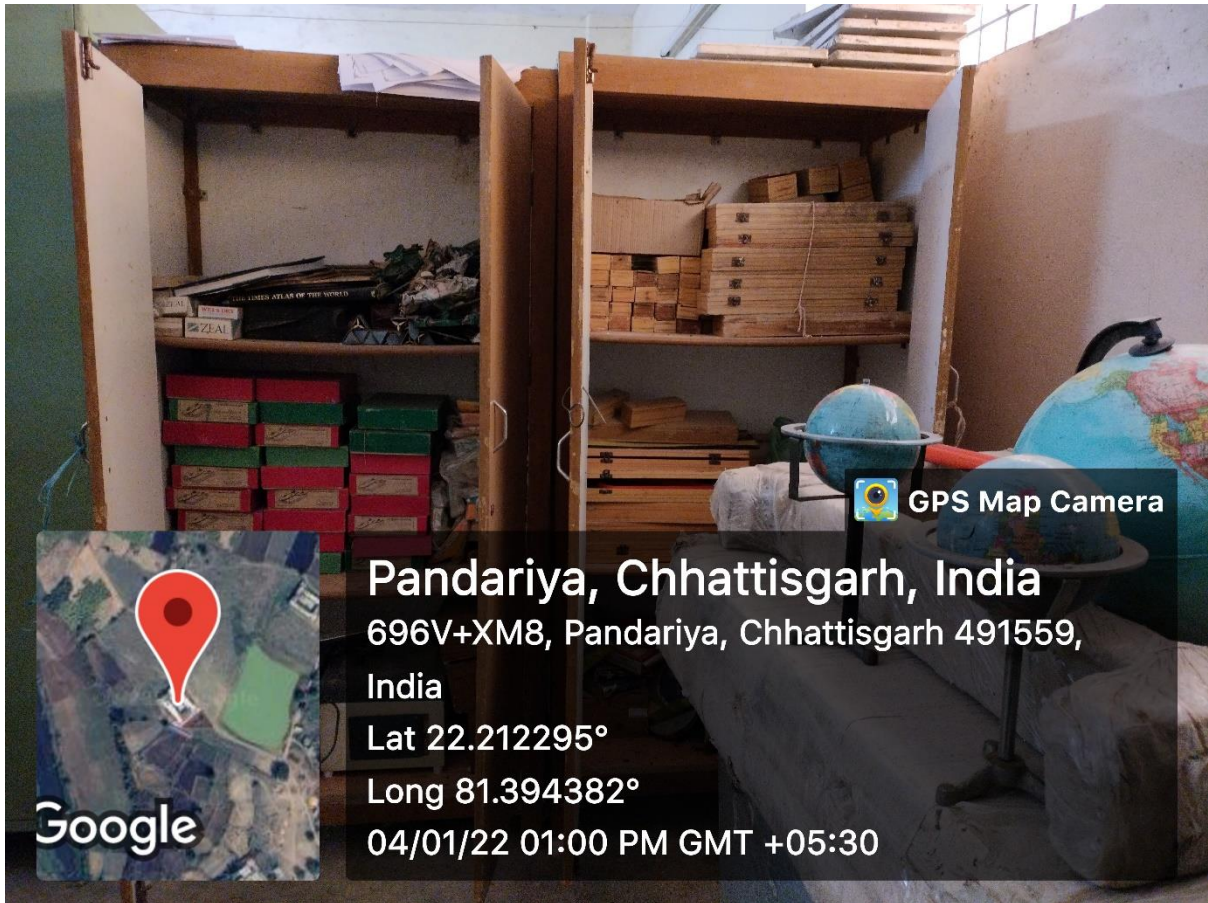 THE TIMES ATLAS OF THE WORLD
ZEAL
ZEAL
GPS Map Camera
Pandariya, Chhattisgarh, India
696V+XM8, Pandariya, Chhattisgarh 491559,
India
Lat 22.212295°
Long 81.394382°
04/01/22 01:00 PM GMT +05:30
Google